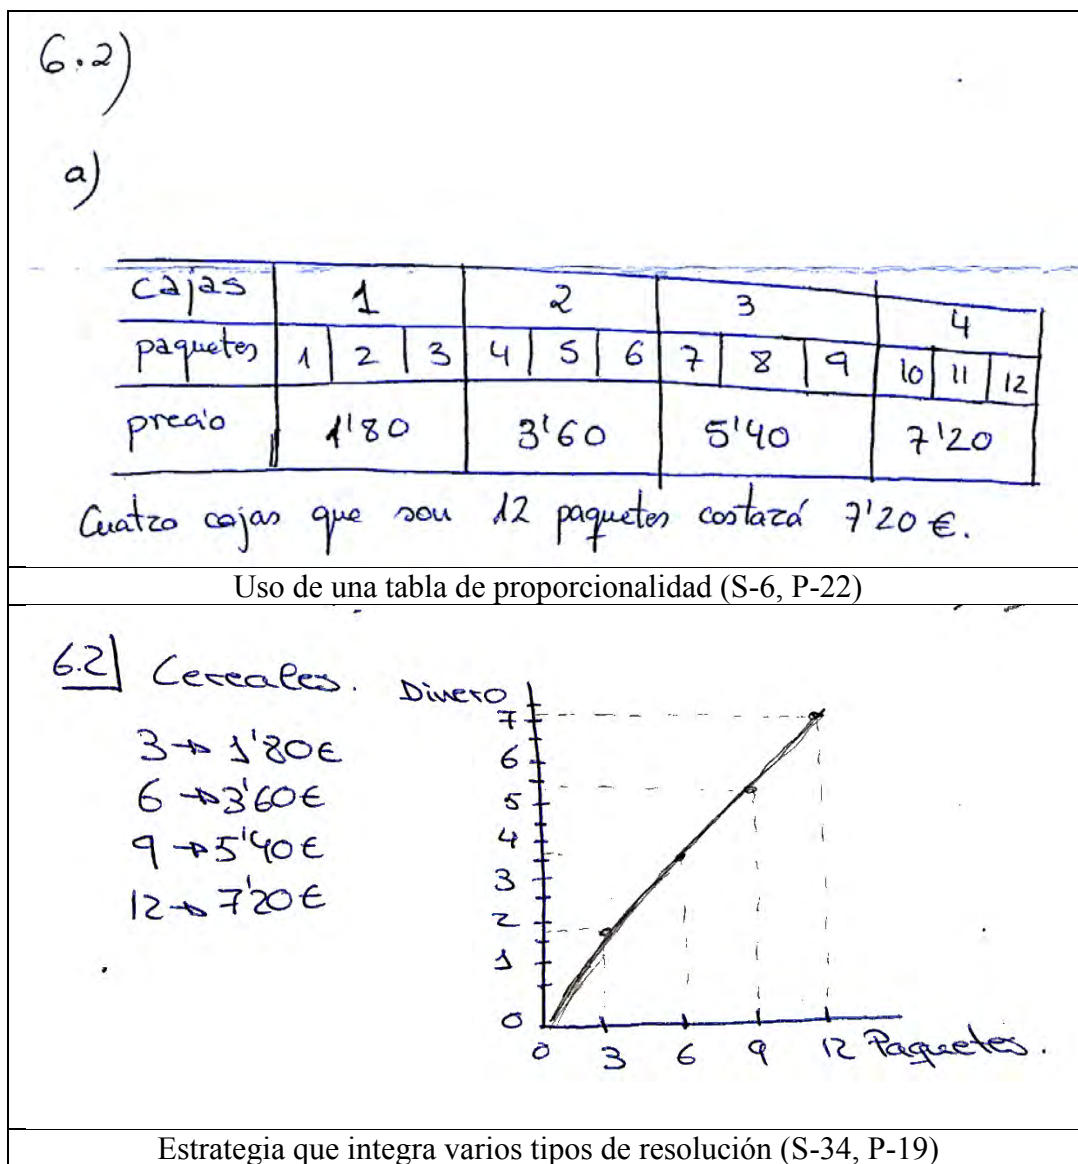 6.2)
a)
cajas 1 2 3 4
paquetes 1 2 3 4 5 6 7 8 9 10 11 12
precio 1'80 3'60 5'40 7'20
Cuatro cajas que son 12 paquetes costará 7'20 €.
Uso de una tabla de proporcionalidad (S-6, P-22)
6.2 Cereales.
3 → 1'80€
6 → 3'60€
9 → 5'40€
12 → 7'20€
Dinero
7
6
5
4
3
2
1
0
0 3 6 9 12 Paquetes.
Estrategia que integra varios tipos de resolución (S-34, P-19)